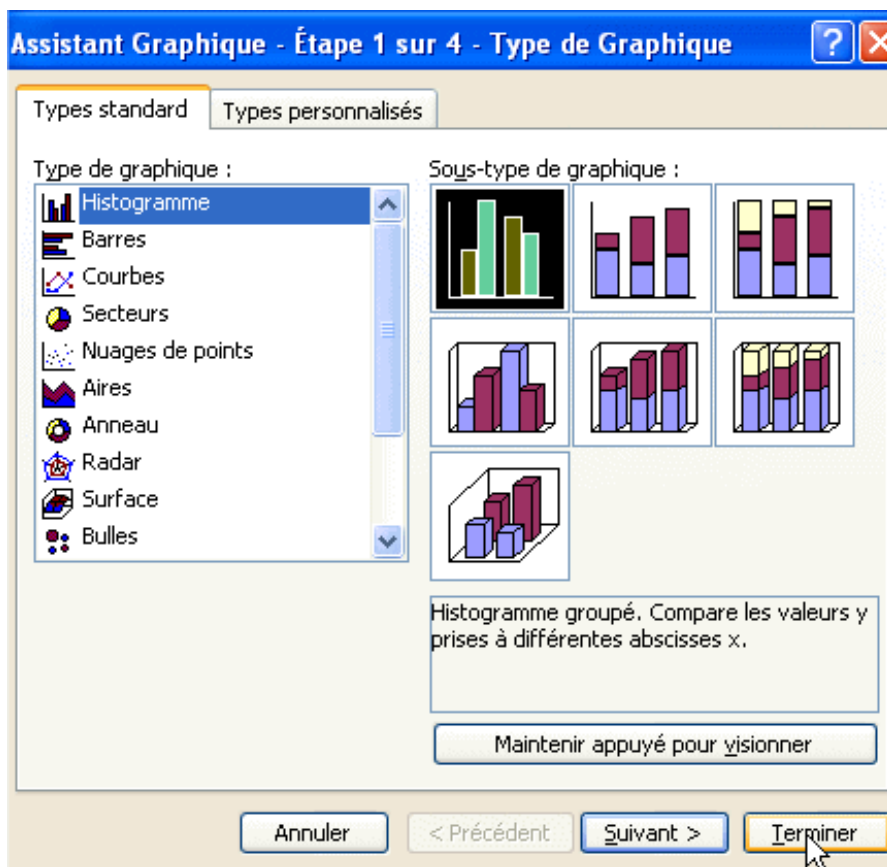 Assistant Graphique - Étape 1 sur 4 - Type de Graphique
Types standard
Types personnalisés
Type de graphique :
Histogramme
Barres
Courbes
Secteurs
Nuages de points
Aires
Anneau
Radar
Surface
Bulles
Sous-type de graphique :
Histogramme groupé. Compare les valeurs y
prises à différentes abscisses x.
Maintenir appuyé pour visionner
Annuler
< Précédent
Suivant >
Terminer